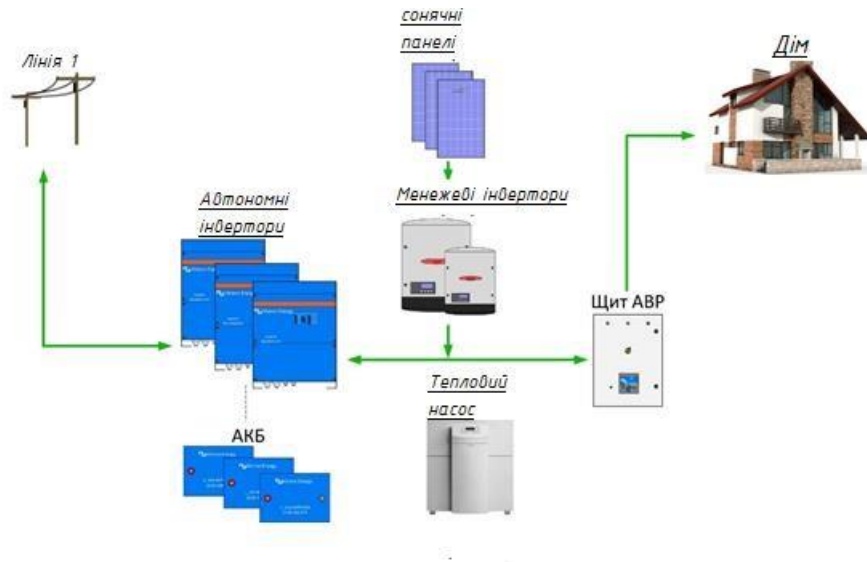 сонячні
панелі
Лінія 1
Дім
Автономні
інвертори
Менежеві інвертори
Щит АВР
Тепловий
насос
АКБ